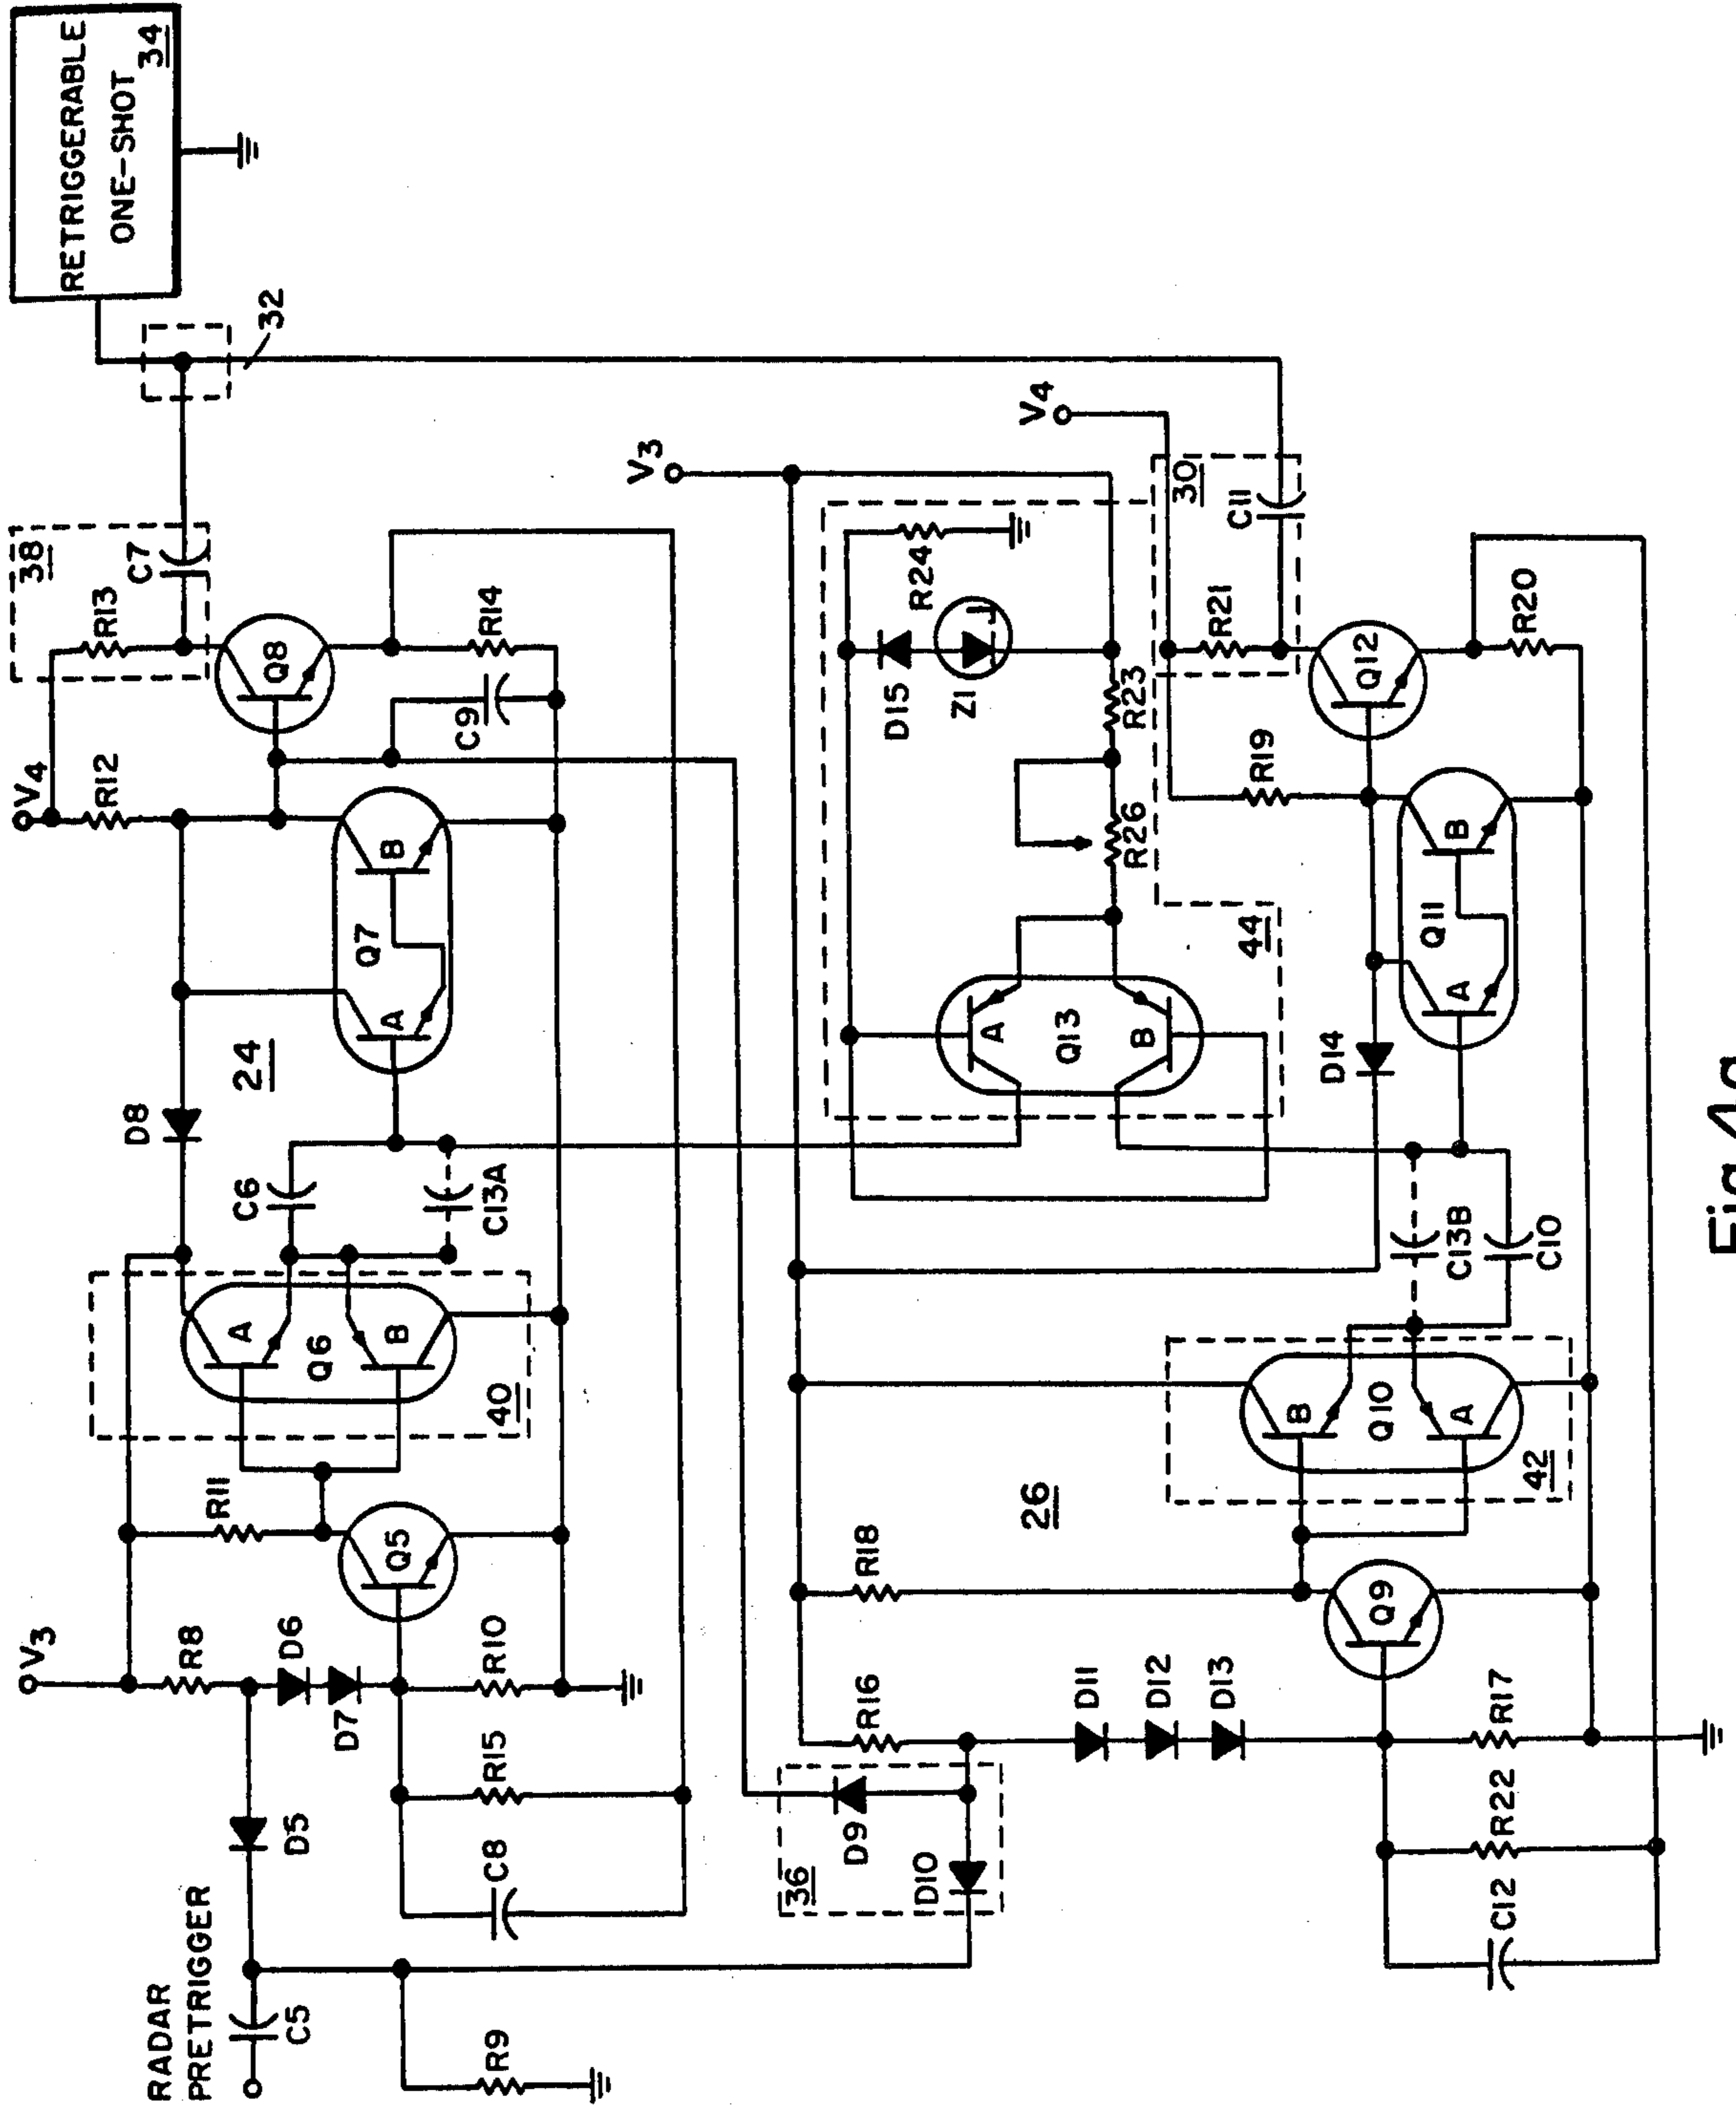 RETRIGGERABLE
ONE-SHOT
34
32
38
C7
R13
V4
R12
Q8
R14
C9
Q7
A
B
24
D8
C6
C13A
40
Q6
A
B
R11
Q5
V3
R8
D6
D7
R10
R15
D5
C8
RADAR
PRETRIGGER
C5
R9
V3
V4
30
C11
R21
R24
D15
Z1
R23
R26
44
Q13
A
B
R19
Q12
R20
Q11
A
B
D14
C13B
C10
42
Q10
B
A
26
R18
Q9
R16
D11
D12
D13
R17
36
D9
D10
R22
C12
Fig.4a